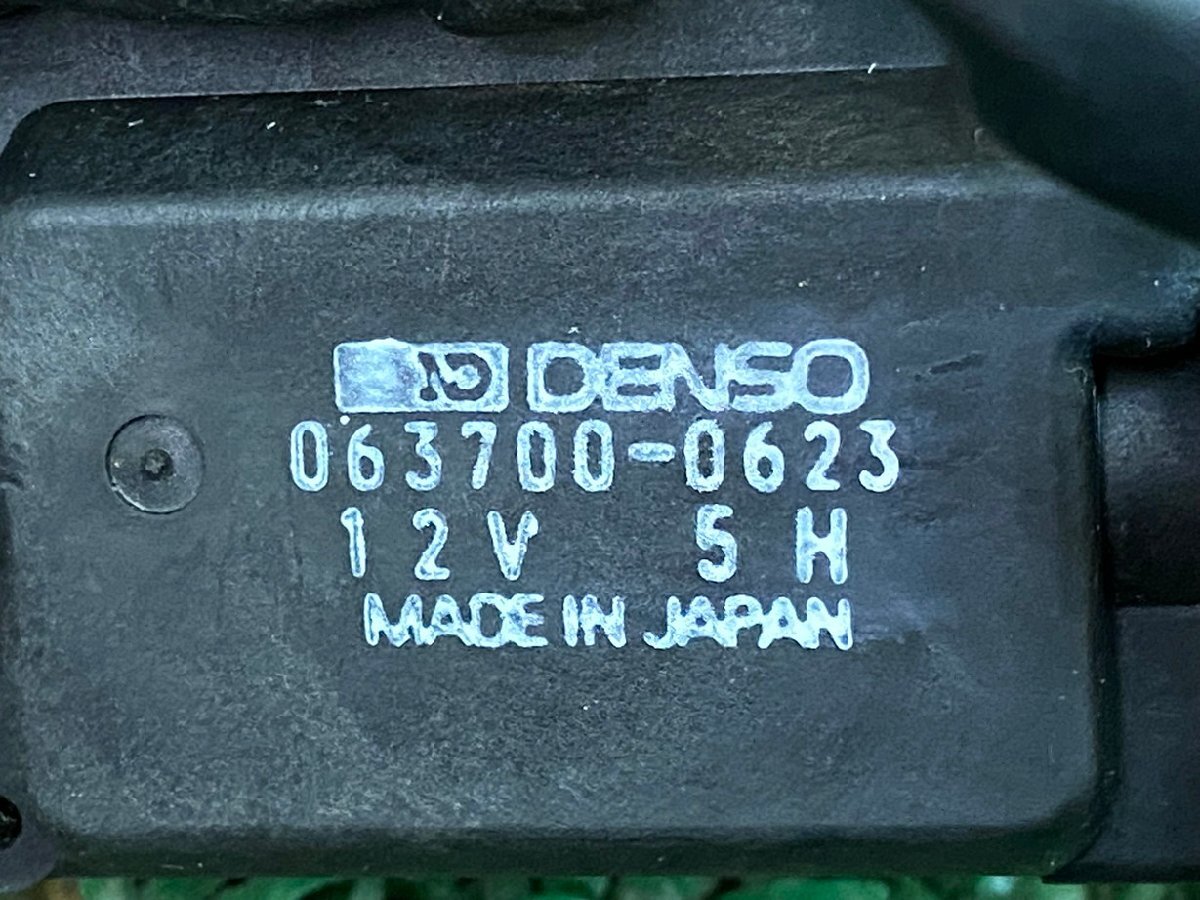 DENSO
063700-0623
12V 5H
MADE IN JAPAN